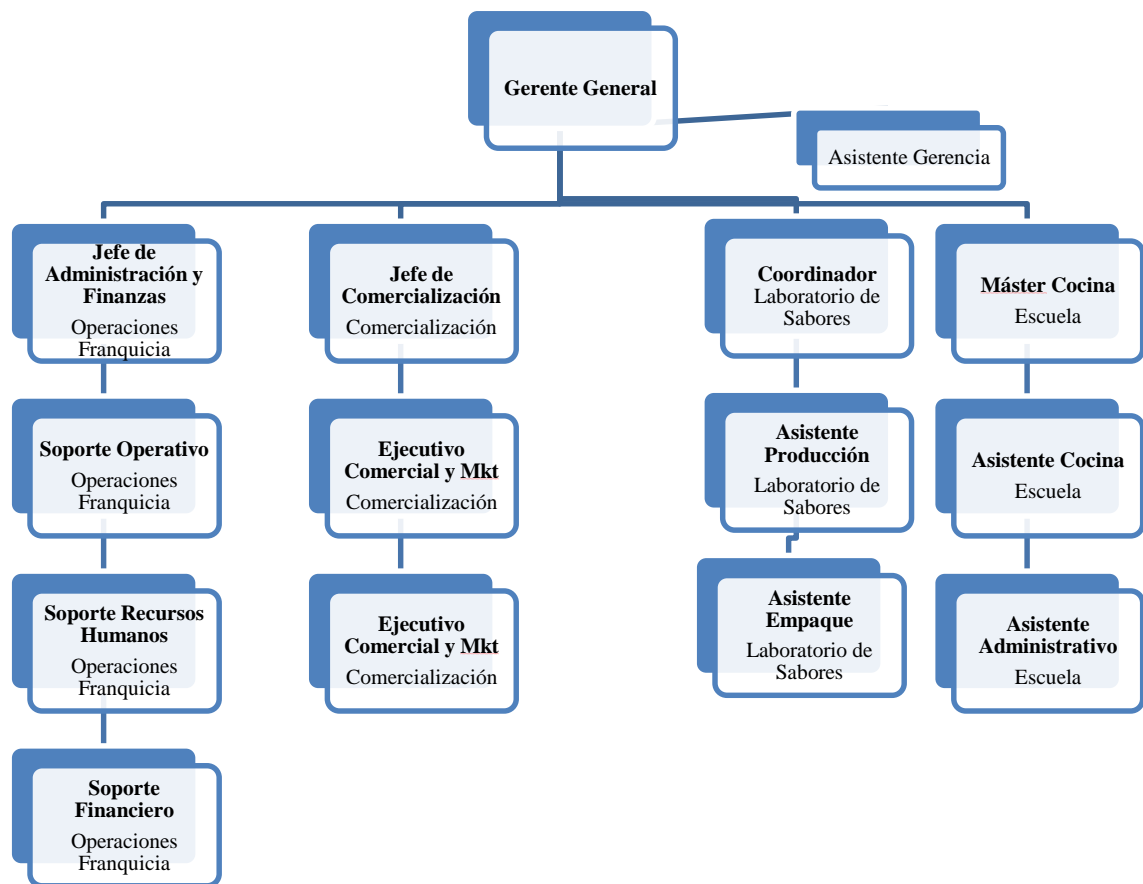 Gerente General
Asistente Gerencia
Jefe de
Administración y
Finanzas
Operaciones
Franquicia
Jefe de
Comercialización
Comercialización
Coordinador
Laboratorio de
Sabores
Máster Cocina
Escuela
Soporte Operativo
Operaciones
Franquicia
Ejecutivo
Comercial y Mkt
Comercialización
Asistente
Producción
Laboratorio de
Sabores
Asistente Cocina
Escuela
Soporte Recursos
Humanos
Operaciones
Franquicia
Ejecutivo
Comercial y Mkt
Comercialización
Asistente
Empaque
Laboratorio de
Sabores
Asistente
Administrativo
Escuela
Soporte
Financiero
Operaciones
Franquicia